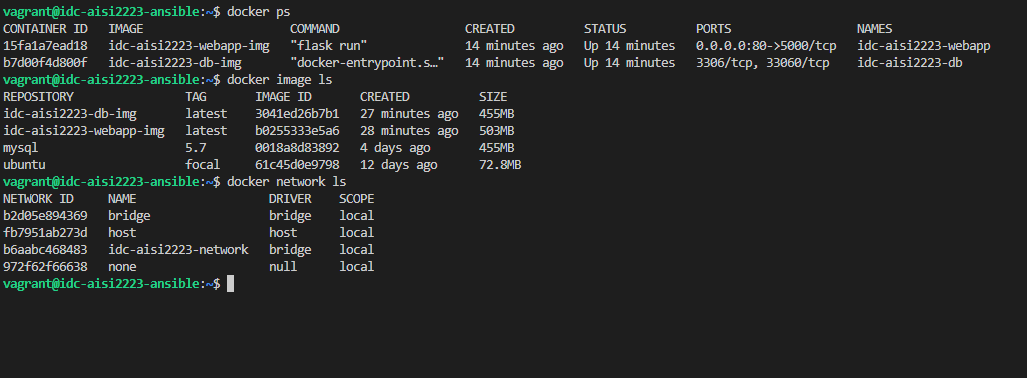 vagrant@idc-aisi2223-ansible:~$ docker ps
CONTAINER ID   IMAGE                     COMMAND                  CREATED          STATUS          PORTS                  NAMES
15fa1a7ead18   idc-aisi2223-webapp-img   "flask run"              14 minutes ago   Up 14 minutes   0.0.0.0:80->5000/tcp   idc-aisi2223-webapp
b7d00f4d800f   idc-aisi2223-db-img       "docker-entrypoint.s…"   14 minutes ago   Up 14 minutes   3306/tcp, 33060/tcp    idc-aisi2223-db
vagrant@idc-aisi2223-ansible:~$ docker image ls
REPOSITORY                TAG       IMAGE ID       CREATED          SIZE
idc-aisi2223-db-img       latest    3041ed26b7b1   27 minutes ago   455MB
idc-aisi2223-webapp-img   latest    b0255333e5a6   28 minutes ago   503MB
mysql                     5.7       0018a8d83892   4 days ago       455MB
ubuntu                    focal     61c45d0e9798   12 days ago      72.8MB
vagrant@idc-aisi2223-ansible:~$ docker network ls
NETWORK ID     NAME                   DRIVER    SCOPE
b2d05e894369   bridge                 bridge    local
fb7951ab273d   host                   host      local
b6aabc468483   idc-aisi2223-network   bridge    local
972f62f66638   none                   null      local
vagrant@idc-aisi2223-ansible:~$